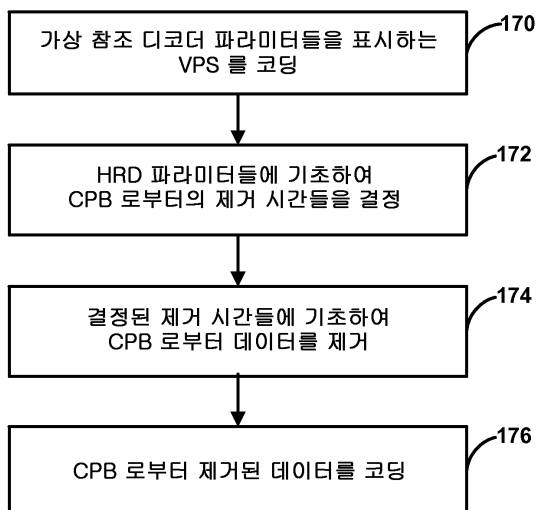 가상 참조 디코더 파라미터들을 표시하는
VPS 를 코딩
170
HRD 파라미터들에 기초하여
CPB 로부터의 제거 시간들을 결정
172
결정된 제거 시간들에 기초하여
CPB 로부터 데이터를 제거
174
CPB 로부터 제거된 데이터를 코딩
176